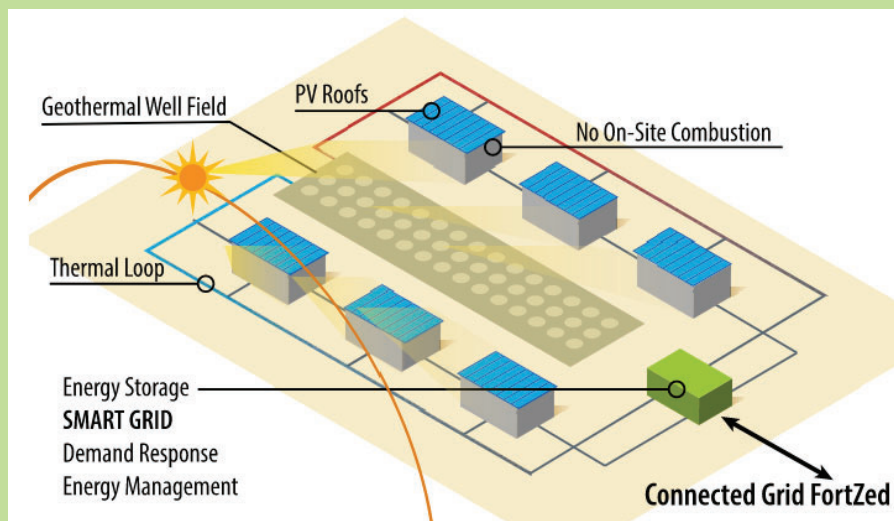 PV Roofs
Geothermal Well Field
No On-Site Combustion
Thermal Loop
Energy Storage
SMART GRID
Demand Response
Energy Management
Connected Grid FortZed